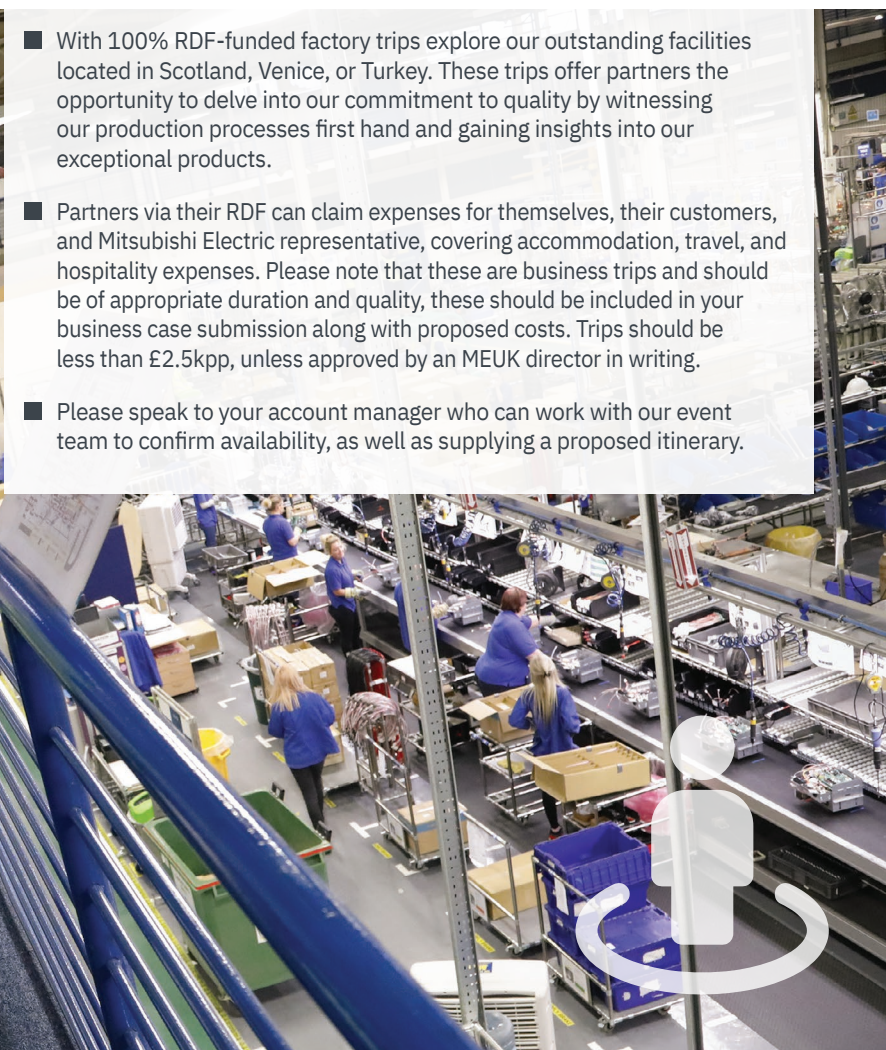 With 100% RDF-funded factory trips explore our outstanding facilities
located in Scotland, Venice, or Turkey. These trips offer partners the
opportunity to delve into our commitment to quality by witnessing
our production processes first hand and gaining insights into our
exceptional products.
Partners via their RDF can claim expenses for themselves, their customers,
and Mitsubishi Electric representative, covering accommodation, travel, and
hospitality expenses. Please note that these are business trips and should
be of appropriate duration and quality, these should be included in your
business case submission along with proposed costs. Trips should be
less than £2.5kpp, unless approved by an MEUK director in writing.
Please speak to your account manager who can work with our event
team to confirm availability, as well as supplying a proposed itinerary.